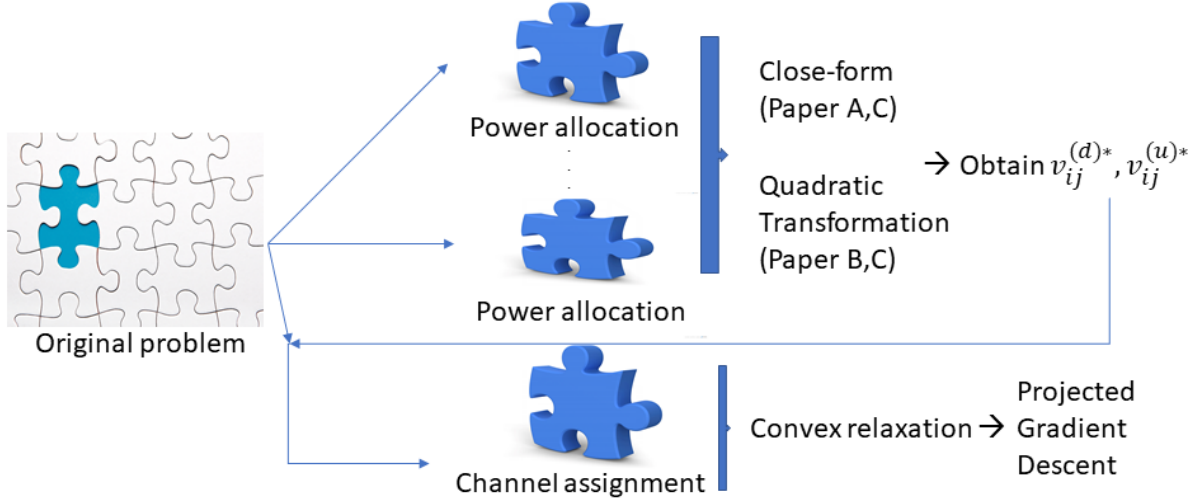 Power allocation
Close-form
(Paper A,C)
Quadratic
Transformation
(Paper B,C)
→ Obtain $v_{ij}^{(d)*}, v_{ij}^{(u)*}$
Power allocation
Original problem
Channel assignment
Convex relaxation → Projected
Gradient
Descent